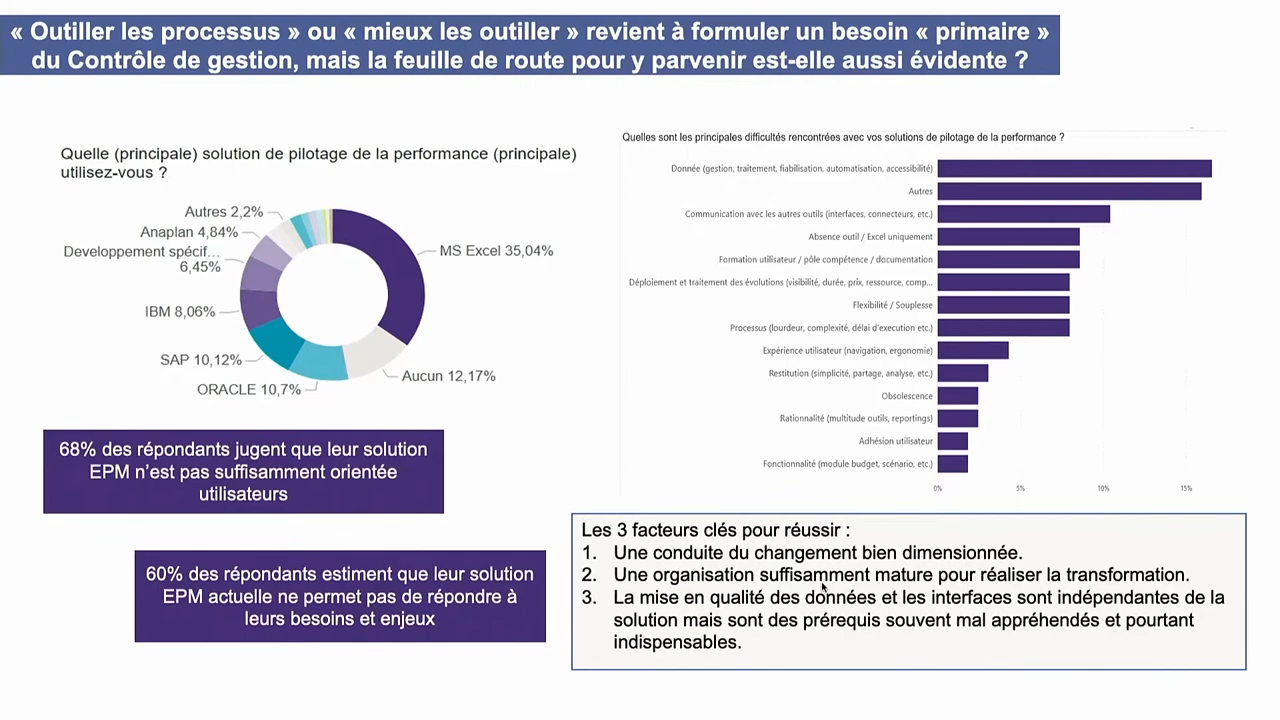 « Outiller les processus » ou « mieux les outiller » revient à formuler un besoin « primaire »
du Contrôle de gestion, mais la feuille de route pour y parvenir est-elle aussi évidente ?
Quelle (principale) solution de pilotage de la performance (principale)
utilisez-vous ?
Autres 2,2%
Anaplan 4,84%
Developpement spécif...
6,45%
IBM 8,06%
SAP 10,12%
ORACLE 10,7%
Aucun 12,17%
MS Excel 35,04%
68% des répondants jugent que leur solution
EPM n'est pas suffisamment orientée
utilisateurs
60% des répondants estiment que leur solution
EPM actuelle ne permet pas de répondre à
leurs besoins et enjeux
Quelles sont les principales difficultés rencontrées avec vos solutions de pilotage de la performance ?
Donnée (gestion, traitement, fiabilisation, automatisation, accessibilité)
Autres
Communication avec les autres outils (interfaces, connecteurs, etc.)
Absence outil / Excel uniquement
Formation utilisateur / pôle compétence / documentation
Déploiement et traitement des évolutions (visibilité, durée, prix, ressource, comp...
Flexibilité / Souplesse
Processus (lourdeur, complexité, délai d'execution etc.)
Expérience utilisateur (navigation, ergonomie)
Restitution (simplicité, partage, analyse, etc.)
Obsolescence
Rationnalité (multitude outils, reportings)
Adhésion utilisateur
Fonctionnalité (module budget, scénario, etc.)
0% 5% 10% 15%
Les 3 facteurs clés pour réussir :
1. Une conduite du changement bien dimensionnée.
2. Une organisation suffisamment mature pour réaliser la transformation.
3. La mise en qualité des données et les interfaces sont indépendantes de la
solution mais sont des prérequis souvent mal appréhendés et pourtant
indispensables.